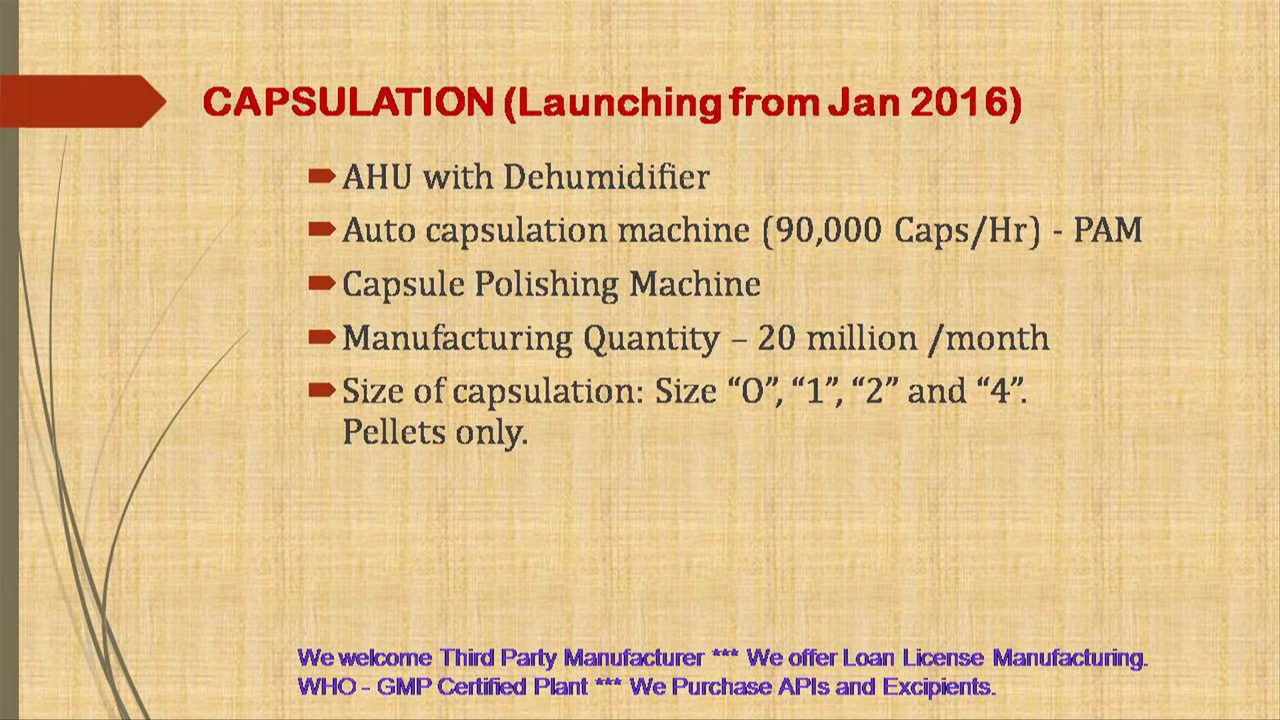 CAPSULATION (Launching from Jan 2016)
AHU with Dehumidifier
Auto capsulation machine (90,000 Caps/Hr) - PAM
Capsule Polishing Machine
Manufacturing Quantity – 20 million /month
Size of capsulation: Size “O”, “1”, “2” and “4”.
Pellets only.
We welcome Third Party Manufacturer *** We offer Loan License Manufacturing.
WHO - GMP Certified Plant *** We Purchase APIs and Excipients.